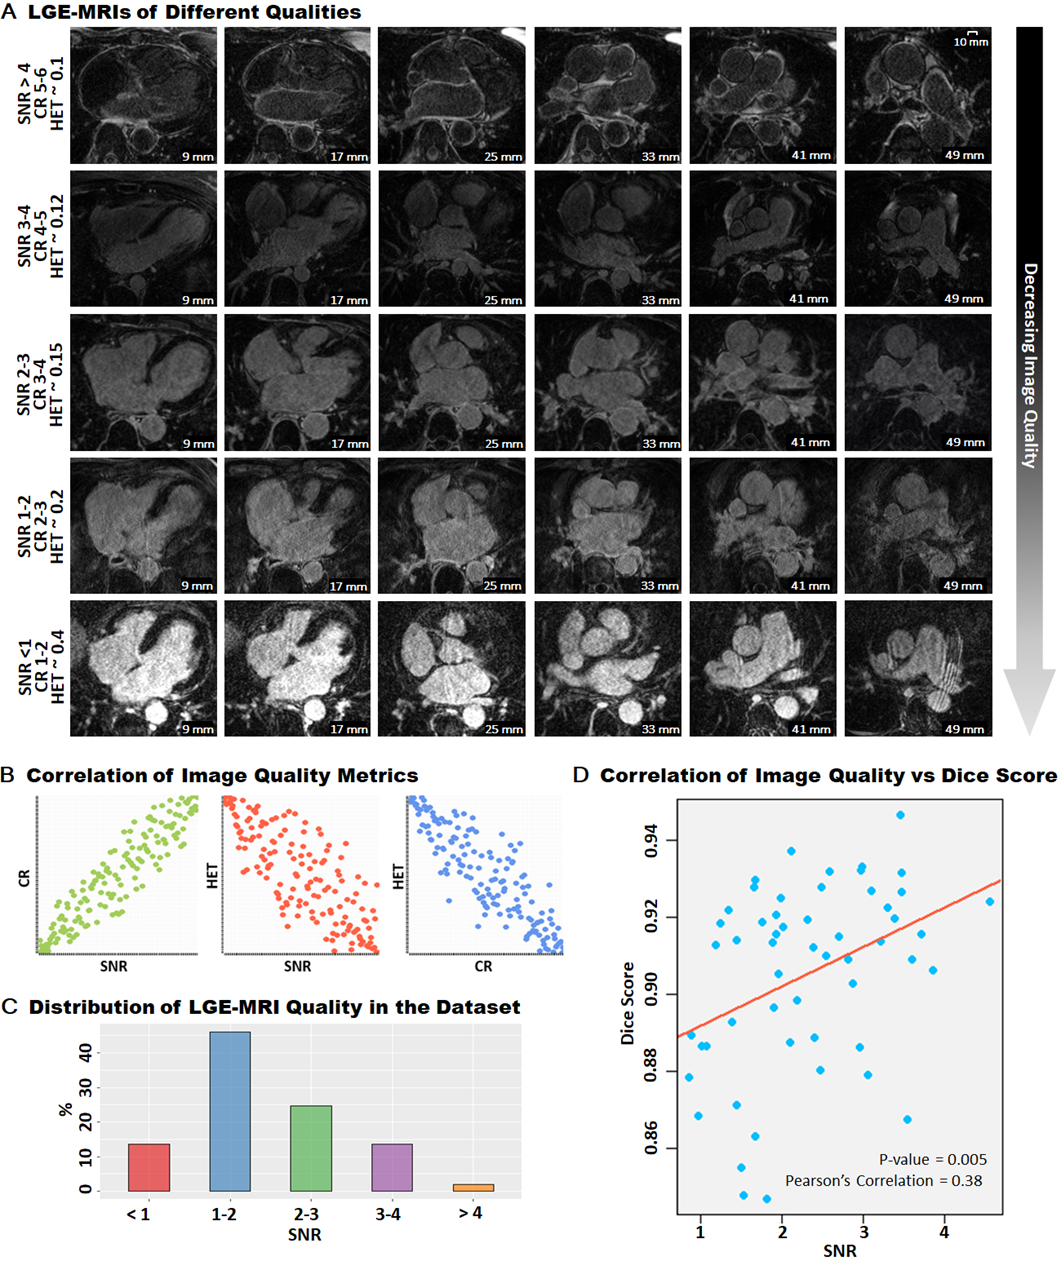 A LGE-MRIs of Different Qualities
SNR > 4
CR 5-6
HET ~ 0.1
10 mm
9 mm
17 mm
25 mm
33 mm
41 mm
49 mm
SNR 3-4
CR 4-5
HET ~ 0.12
9 mm
17 mm
25 mm
33 mm
41 mm
49 mm
SNR 2-3
CR 3-4
HET ~ 0.15
9 mm
17 mm
25 mm
33 mm
41 mm
49 mm
SNR 1-2
CR 2-3
HET ~ 0.2
9 mm
17 mm
25 mm
33 mm
41 mm
49 mm
SNR <1
CR 1-2
HET ~ 0.4
9 mm
17 mm
25 mm
33 mm
41 mm
49 mm
Decreasing Image Quality
B Correlation of Image Quality Metrics
CR
SNR
HET
SNR
HET
CR
C Distribution of LGE-MRI Quality in the Dataset
%
40
30
20
10
0
< 1
1-2
2-3
3-4
> 4
SNR
D Correlation of Image Quality vs Dice Score
Dice Score
0.94
0.92
0.90
0.88
0.86
P-value = 0.005
Pearson's Correlation = 0.38
1
2
3
4
SNR